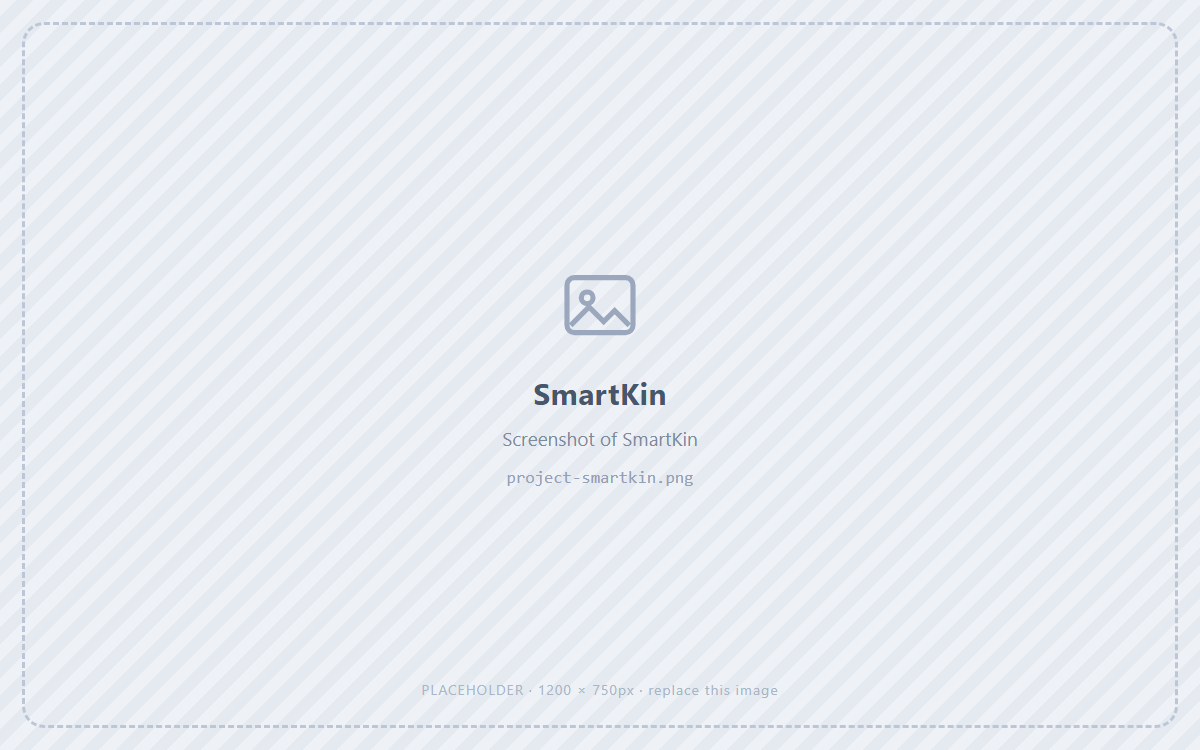 SmartKin
Screenshot of SmartKin
project-smartkin.png
PLACEHOLDER · 1200 × 750px · replace this image